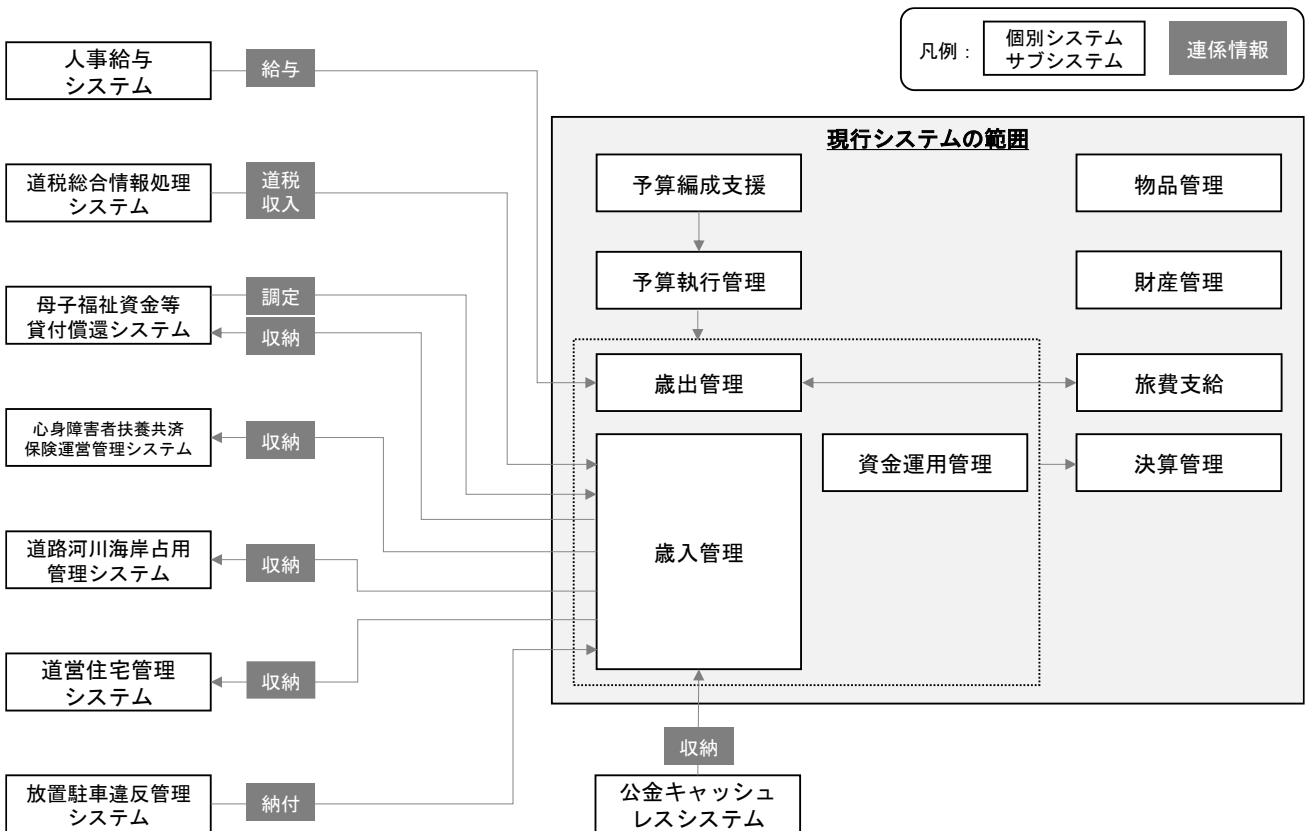 凡例：
個別システム
サブシステム
連係情報
人事給与
システム
給与
道税総合情報処理
システム
道税
収入
母子福祉資金等
貸付償還システム
調定
収納
心身障害者扶養共済
保険運営管理システム
収納
道路河川海岸占用
管理システム
収納
道営住宅管理
システム
収納
放置駐車違反管理
システム
納付
現行システムの範囲
予算編成支援
物品管理
予算執行管理
財産管理
歳出管理
旅費支給
資金運用管理
決算管理
歳入管理
収納
公金キャッシュ
レスシステム